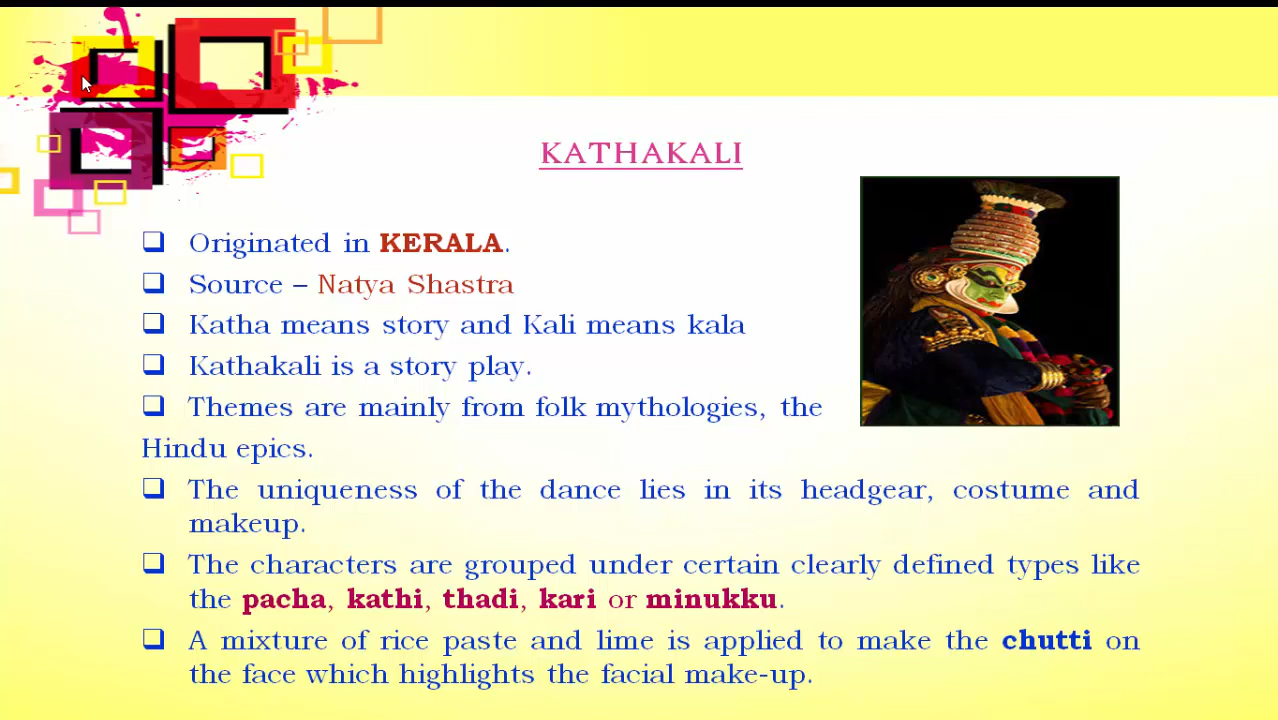 KATHAKALI
❑ Originated in KERALA.
❑ Source – Natya Shastra
❑ Katha means story and Kali means kala
❑ Kathakali is a story play.
❑ Themes are mainly from folk mythologies, the
Hindu epics.
❑ The uniqueness of the dance lies in its headgear, costume and
makeup.
❑ The characters are grouped under certain clearly defined types like
the pacha, kathi, thadi, kari or minukku.
❑ A mixture of rice paste and lime is applied to make the chutti on
the face which highlights the facial make-up.